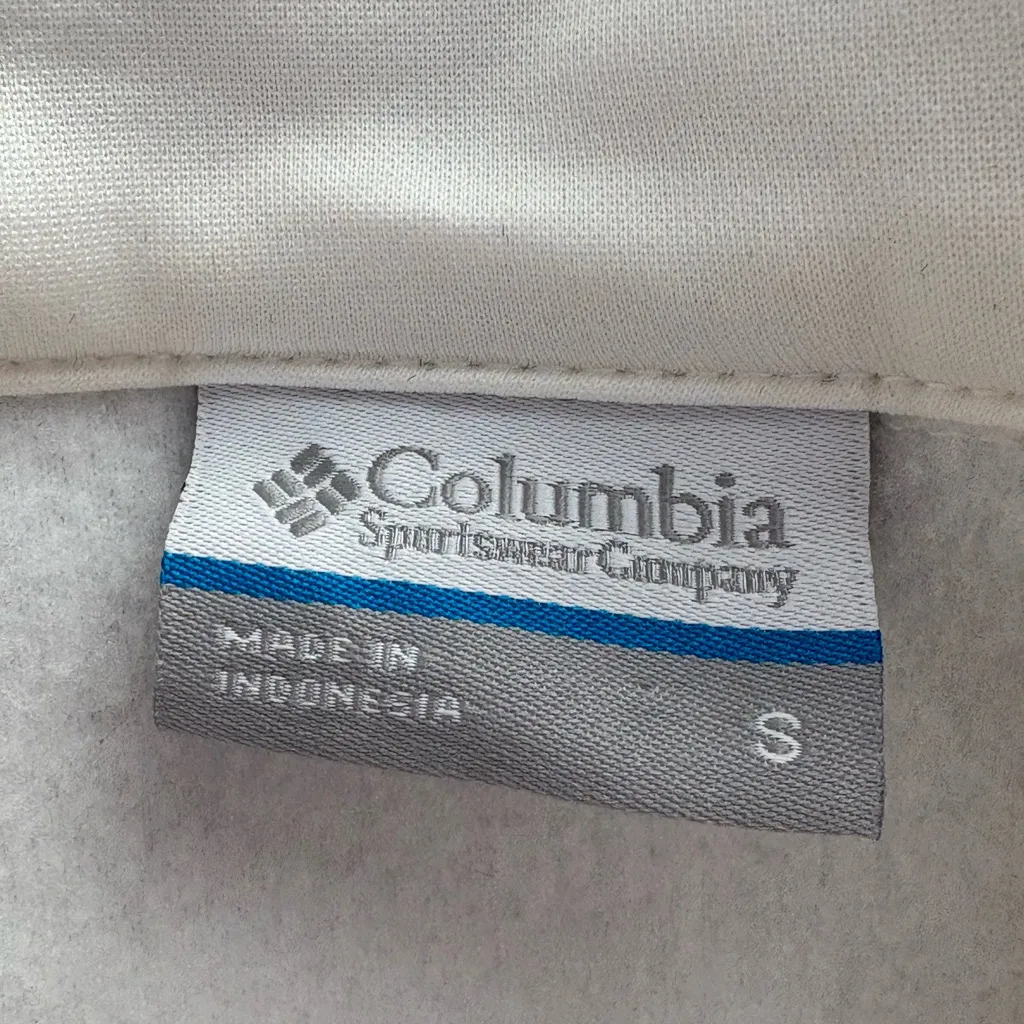 Columbia
Sportswear Company
MADE IN
INDONESIA
S